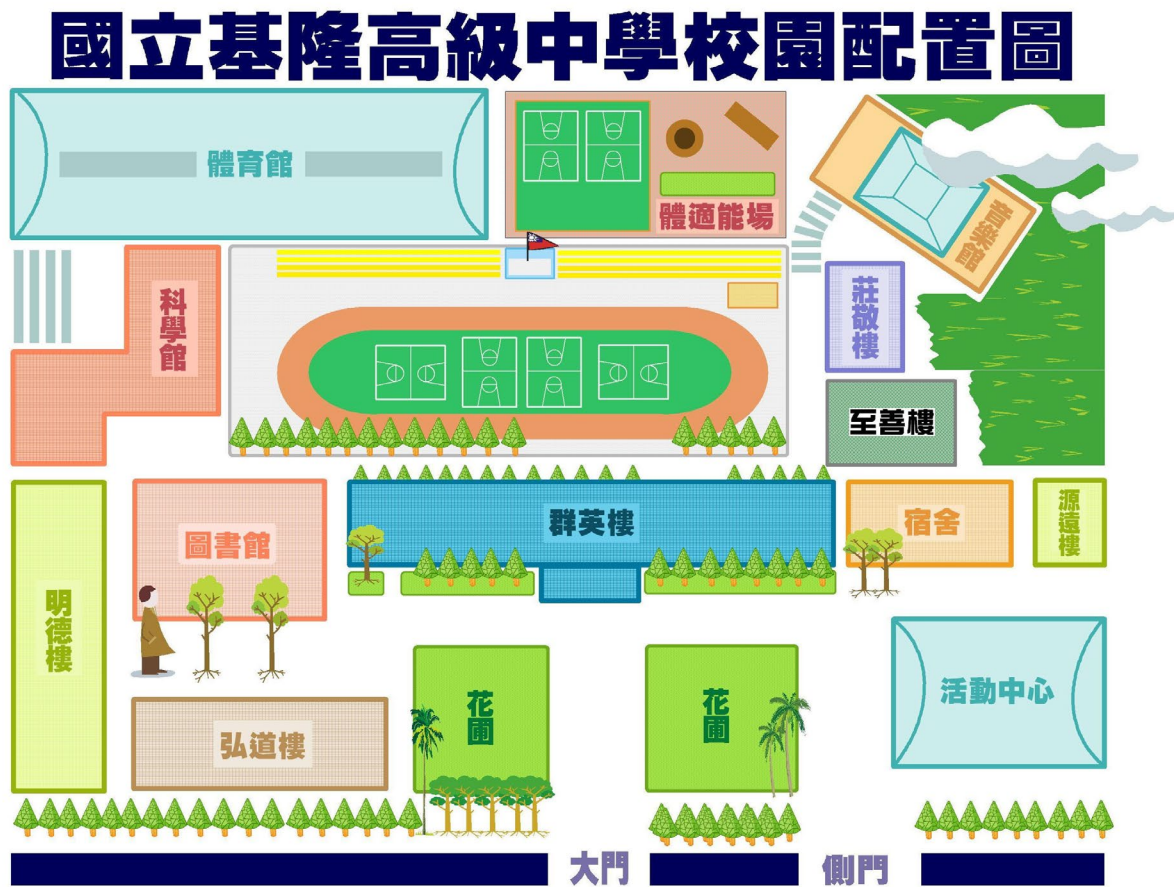 國立基隆高級中學校園配置圖
體育館
體適能場
音樂館
科學館
莊敬樓
至善樓
圖書館
群英樓
宿舍
源遠樓
明德樓
花圃
花圃
活動中心
弘道樓
大門
側門